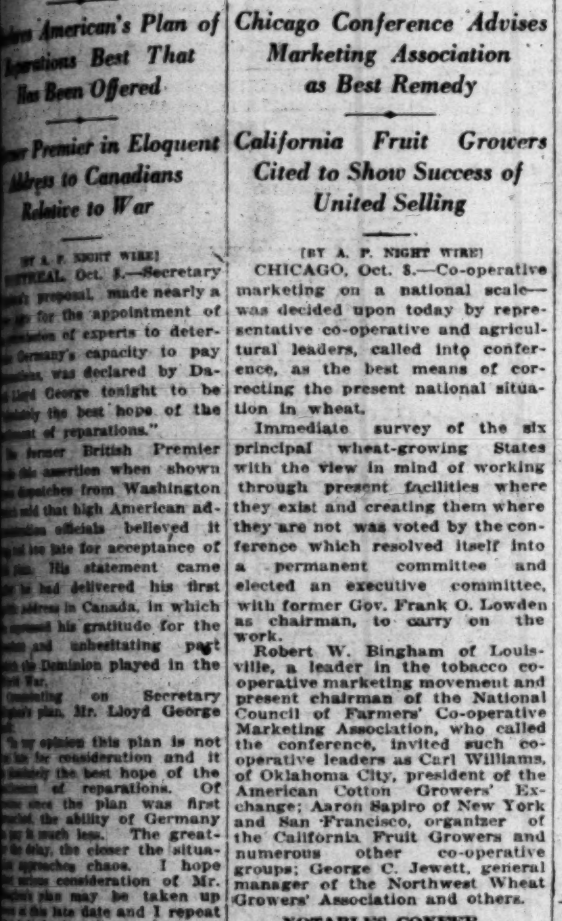 American's Plan of
Best That
Has Been Offered
Premier in Eloquent
Address to Canadians
Relative to War
NIGHT WIRE]
Oct. 8.—Secretary
proposal, made nearly a
for the appointment of
of experts to deter-
Germany's capacity to pay
was declared by Da-
George tonight to be
the best hope of the
of reparations."
former British Premier
this assertion when shown
dispatches from Washington
said that high American ad-
officials believed it
too late for acceptance of
His statement came
he had delivered his first
address in Canada, in which
his gratitude for the
and unhesitating part
the Dominion played in the
War.
on Secretary
plan, Mr. Lloyd George
my opinion this plan is not
for consideration and it
the best hope of the
of reparations. Of
since the plan was first
the ability of Germany
much less. The great-
the delay, the closer the situa-
approaches chaos. I hope
consideration of Mr.
plan may be taken up
at this late date and I repeat
Chicago Conference Advises
Marketing Association
as Best Remedy
California Fruit Growers
Cited to Show Success of
United Selling
[BY A. P. NIGHT WIRE]
CHICAGO, Oct. 8.—Co-operative
marketing on a national scale—
was decided upon today by repre-
sentative co-operative and agricul-
tural leaders, called into confer-
ence, as the best means of cor-
recting the present national situa-
tion in wheat.
Immediate survey of the six
principal wheat-growing States
with the view in mind of working
through present facilities where
they exist and creating them where
they are not was voted by the con-
ference which resolved itself into
a permanent committee and
elected an executive committee,
with former Gov. Frank O. Lowden
as chairman, to carry on the
work.
Robert W. Bingham of Louis-
ville, a leader in the tobacco co-
operative marketing movement and
present chairman of the National
Council of Farmers' Co-operative
Marketing Association, who called
the conference, invited such co-
operative leaders as Carl Williams,
of Oklahoma City, president of the
American Cotton Growers' Ex-
change; Aaron Sapiro of New York
and San Francisco, organizer of
the California Fruit Growers and
numerous other co-operative
groups; George C. Jewett, general
manager of the Northwest Wheat
Growers' Association and others.